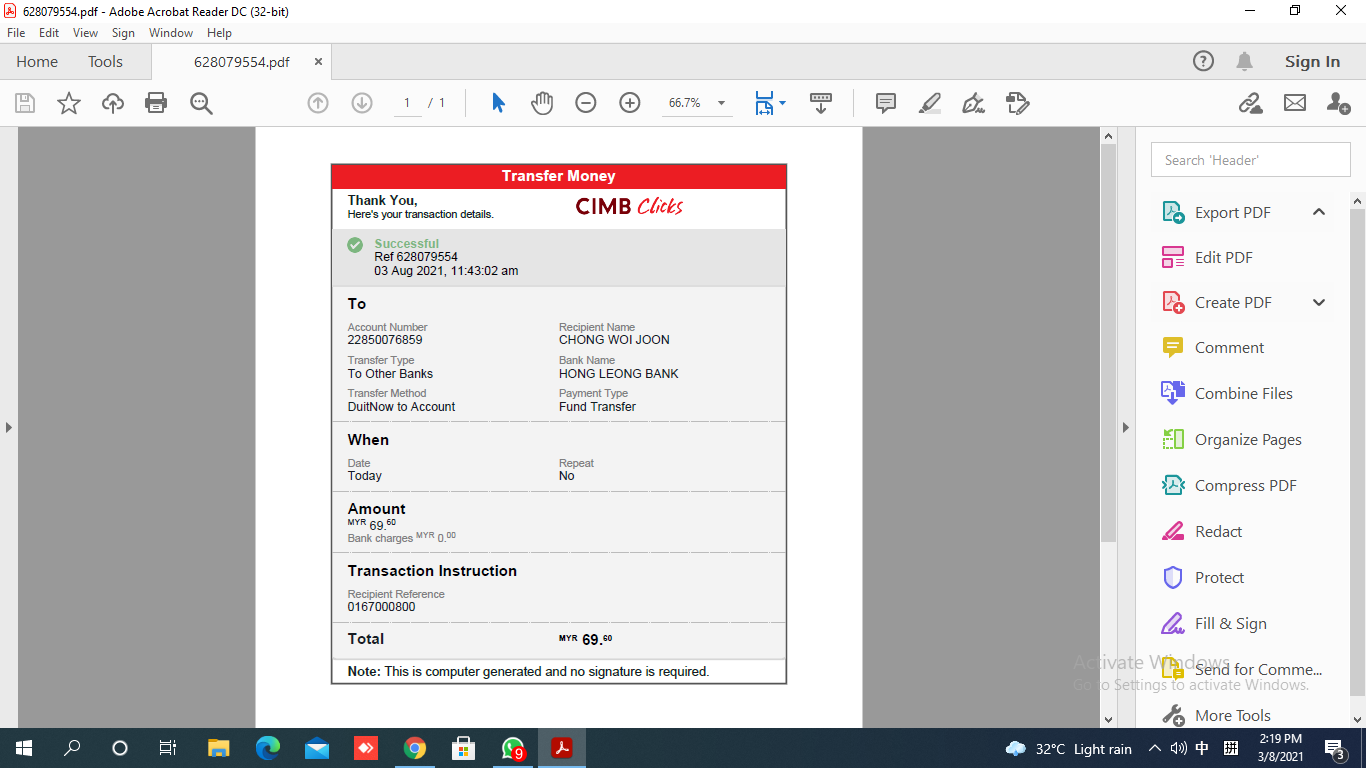 628079554.pdf - Adobe Acrobat Reader DC (32-bit)
File Edit View Sign Window Help
Home Tools 628079554.pdf × Sign In
1 / 1 66.7%
Search 'Header'
Export PDF
Edit PDF
Create PDF
Comment
Combine Files
Organize Pages
Compress PDF
Redact
Protect
Fill & Sign
Send for Comme...
More Tools
Transfer Money
Thank You,
Here's your transaction details.
CIMB Clicks
Successful
Ref 628079554
03 Aug 2021, 11:43:02 am
To
Account Number Recipient Name
22850076859 CHONG WOI JOON
Transfer Type Bank Name
To Other Banks HONG LEONG BANK
Transfer Method Payment Type
DuitNow to Account Fund Transfer
When
Date Repeat
Today No
Amount
MYR 69.60
Bank charges MYR 0.00
Transaction Instruction
Recipient Reference
0167000800
Total MYR 69.60
Note: This is computer generated and no signature is required.
Activate Windows
Go to Settings to activate Windows.
9
32°C Light rain 中 拼 2:19 PM
3/8/2021
3